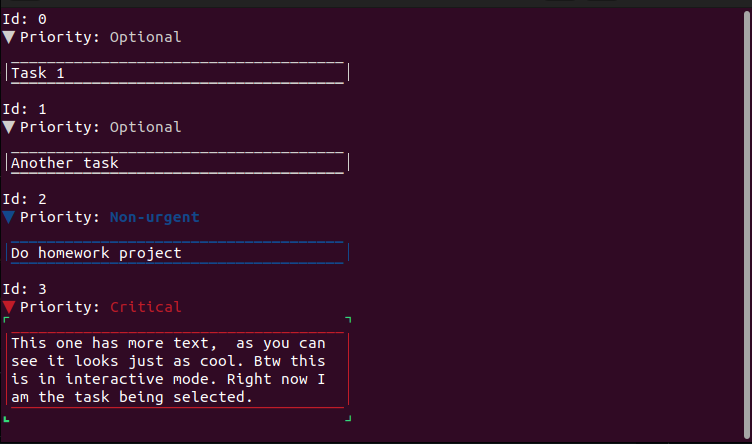 Id: 0
▼ Priority: Optional
Task 1
Id: 1
▼ Priority: Optional
Another task
Id: 2
▼ Priority: Non-urgent
Do homework project
Id: 3
▼ Priority: Critical
This one has more text,  as you can
see it looks just as cool. Btw this
is in interactive mode. Right now I
am the task being selected.